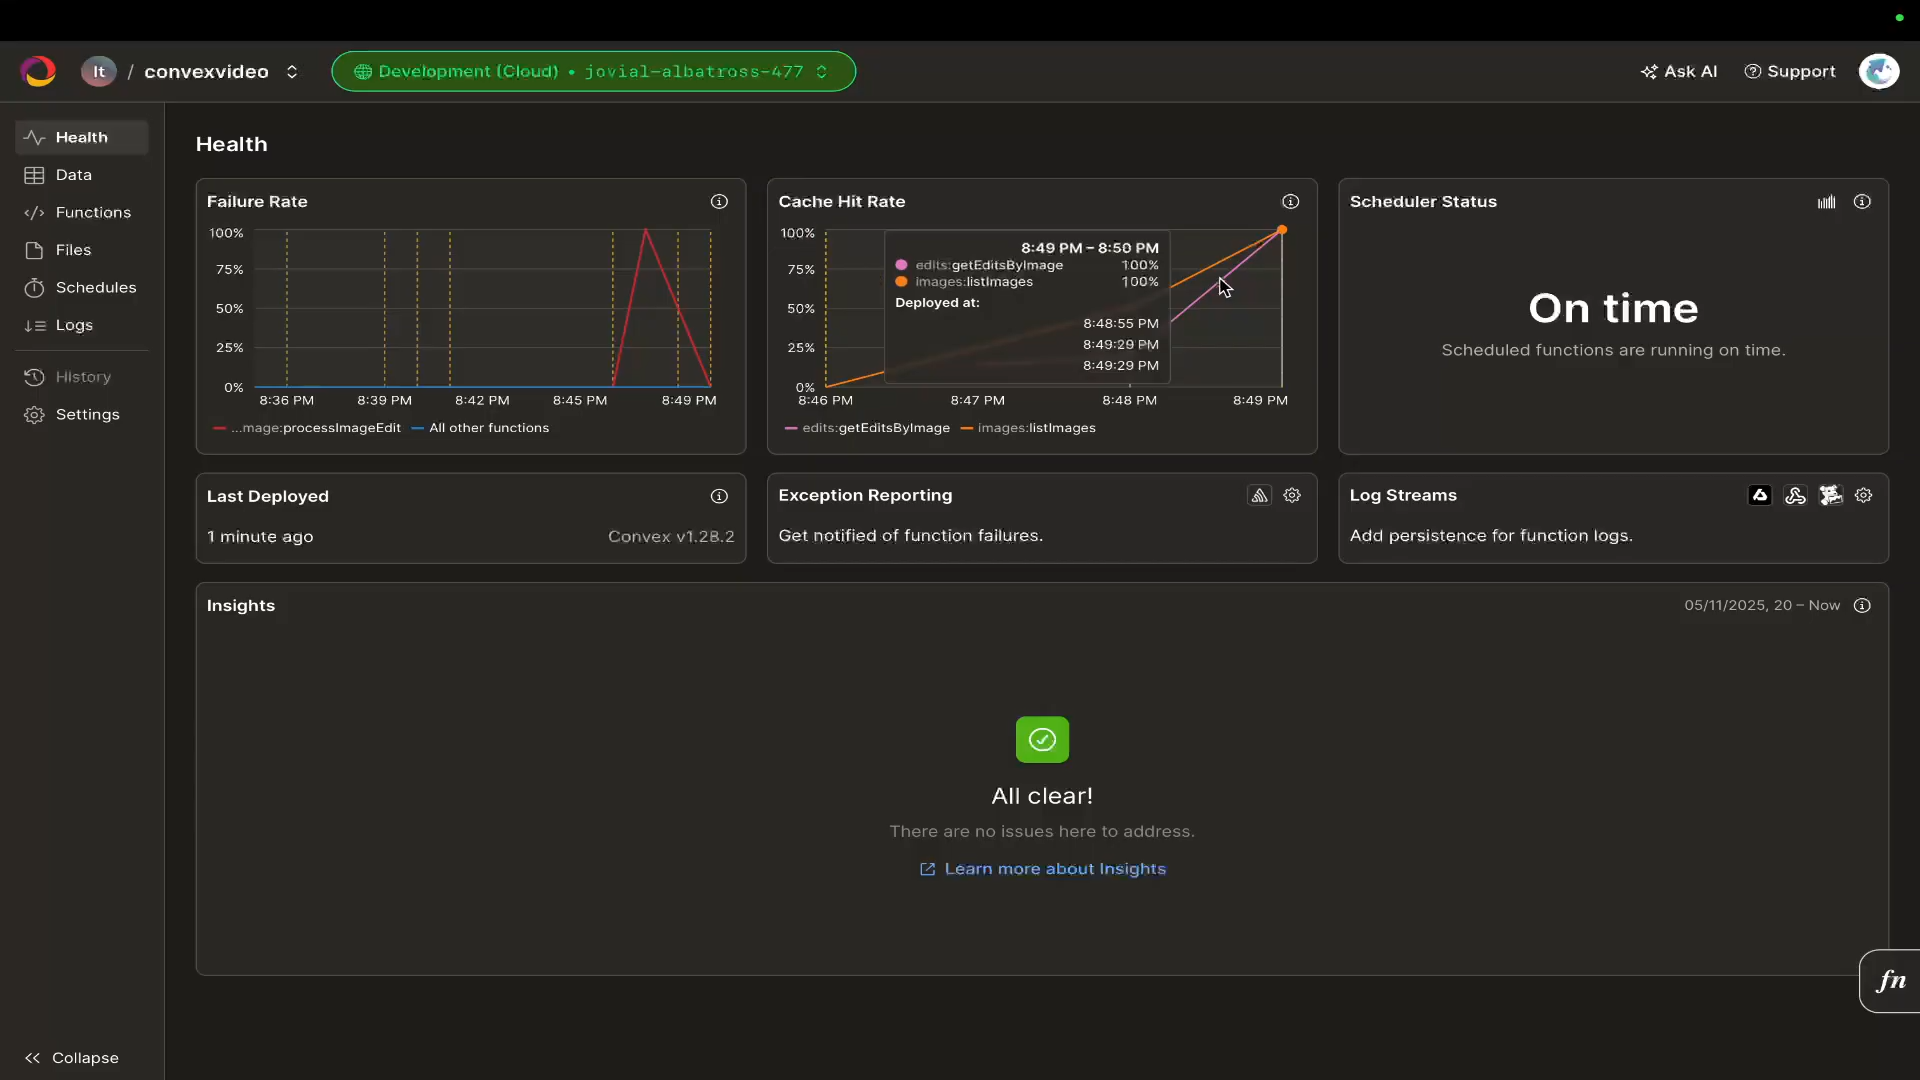 lt / convexvideo
Development (Cloud) • jovial-albatross-477
Ask AI
Support
Health
Data
Functions
Files
Schedules
Logs
History
Settings
Collapse
Health
Failure Rate
100%
75%
50%
25%
0%
8:36 PM 8:39 PM 8:42 PM 8:45 PM 8:49 PM
...mage:processImageEdit All other functions
Cache Hit Rate
100%
75%
50%
25%
0%
8:49 PM – 8:50 PM
edits:getEditsByImage 100%
images:listImages 100%
Deployed at:
8:48:55 PM
8:49:29 PM
8:49:29 PM
8:46 PM 8:47 PM 8:48 PM 8:49 PM
edits:getEditsByImage images:listImages
Scheduler Status
On time
Scheduled functions are running on time.
Last Deployed
1 minute ago Convex v1.28.2
Exception Reporting
Get notified of function failures.
Log Streams
Add persistence for function logs.
Insights
05/11/2025, 20 – Now
All clear!
There are no issues here to address.
Learn more about Insights
fn